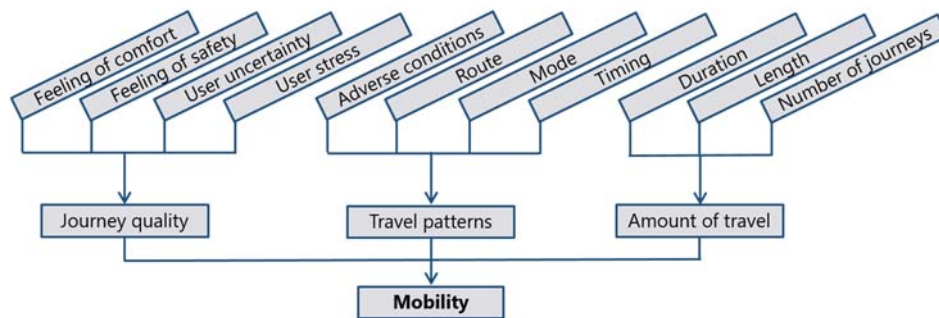 Feeling of comfort
Feeling of safety
User uncertainty
User stress
Adverse conditions
Route
Mode
Timing
Duration
Length
Number of journeys
Journey quality
Travel patterns
Amount of travel
Mobility